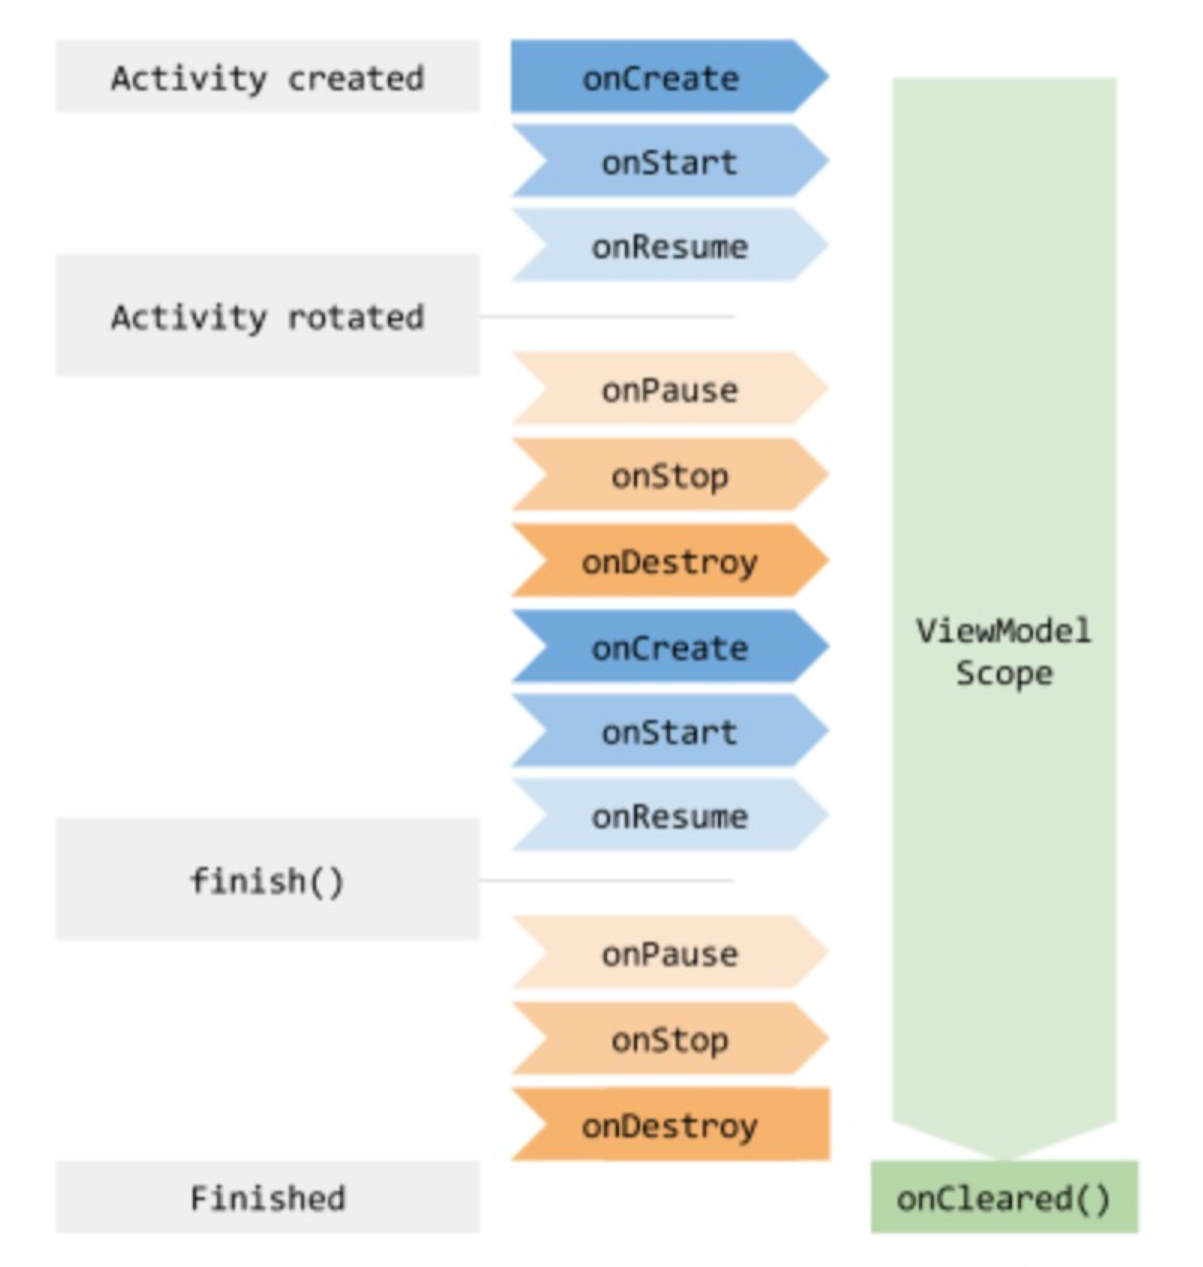 Activity created
onCreate
onStart
onResume
Activity rotated
onPause
onStop
onDestroy
onCreate
onStart
onResume
ViewModel
Scope
finish()
onPause
onStop
onDestroy
Finished
onCleared()